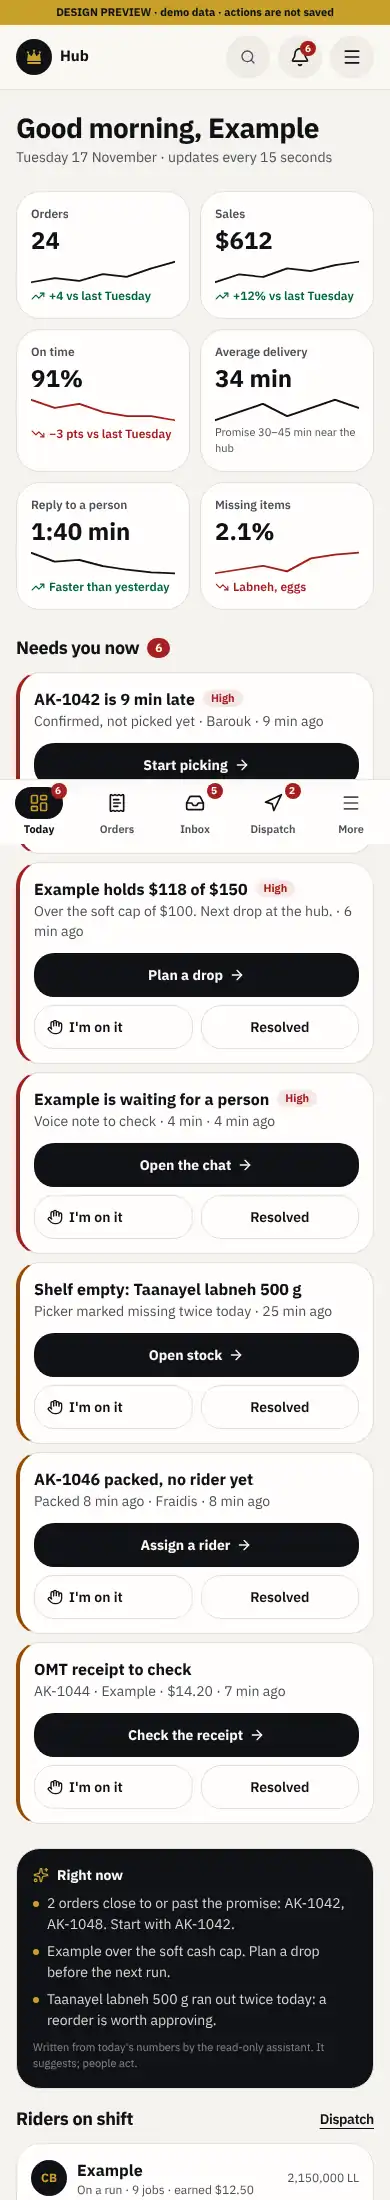 DESIGN PREVIEW · demo data · actions are not saved
Hub
6
Good morning, Example
Tuesday 17 November · updates every 15 seconds
Orders
24
+4 vs last Tuesday
Sales
$612
+12% vs last Tuesday
On time
91%
−3 pts vs last Tuesday
Average delivery
34 min
Promise 30–45 min near the
hub
Reply to a person
1:40 min
Faster than yesterday
Missing items
2.1%
Labneh, eggs
Needs you now 6
AK-1042 is 9 min late High
Confirmed, not picked yet · Barouk · 9 min ago
Start picking
6
5
2
Today
Orders
Inbox
Dispatch
More
Example holds $118 of $150 High
Over the soft cap of $100. Next drop at the hub. · 6
min ago
Plan a drop
I'm on it
Resolved
Example is waiting for a person High
Voice note to check · 4 min · 4 min ago
Open the chat
I'm on it
Resolved
Shelf empty: Taanayel labneh 500 g
Picker marked missing twice today · 25 min ago
Open stock
I'm on it
Resolved
AK-1046 packed, no rider yet
Packed 8 min ago · Fraidis · 8 min ago
Assign a rider
I'm on it
Resolved
OMT receipt to check
AK-1044 · Example · $14.20 · 7 min ago
Check the receipt
I'm on it
Resolved
Right now
2 orders close to or past the promise: AK-1042,
AK-1048. Start with AK-1042.
Example over the soft cash cap. Plan a drop
before the next run.
Taanayel labneh 500 g ran out twice today: a
reorder is worth approving.
Written from today's numbers by the read-only assistant. It
suggests; people act.
Riders on shift
Dispatch
CB
Example
On a run · 9 jobs · earned $12.50
2,150,000 LL